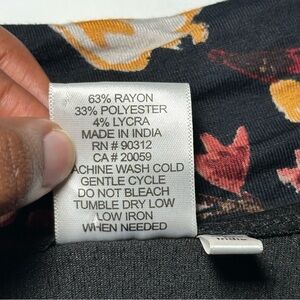 63% RAYON
33% POLYESTER
4% LYCRA
MADE IN INDIA
RN # 90312
CA # 20059
ACHINE WASH COLD
GENTLE CYCLE
DO NOT BLEACH
TUMBLE DRY LOW
LOW IRON
WHEN NEEDED